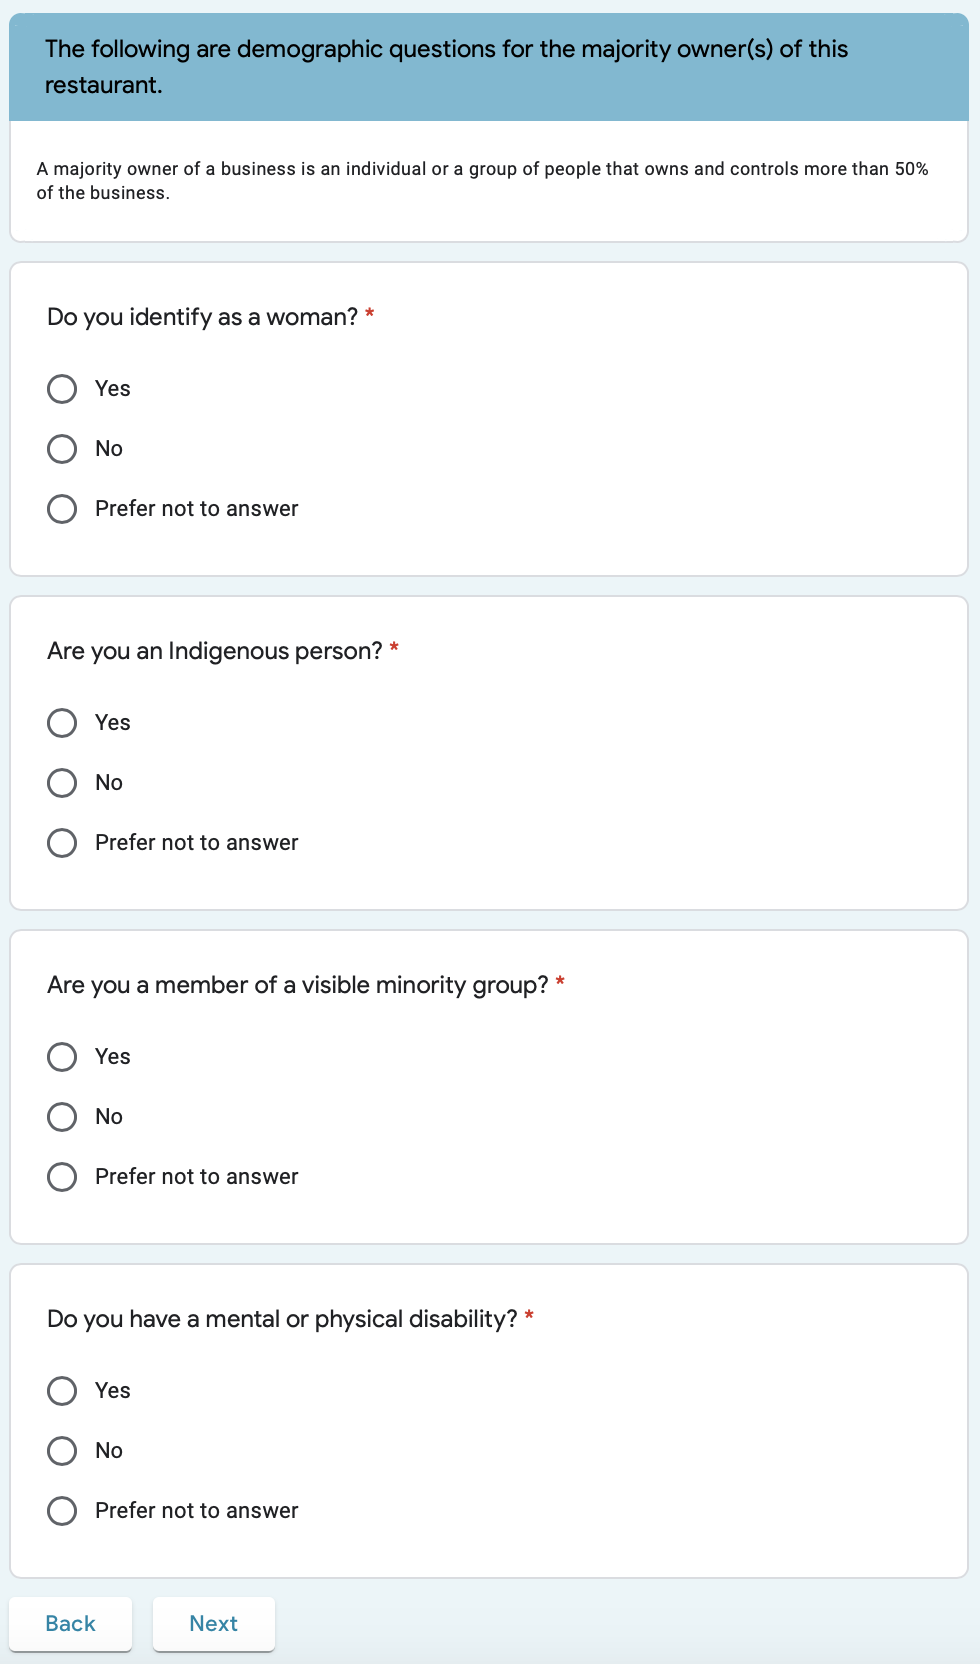 The following are demographic questions for the majority owner(s) of this
restaurant.
A majority owner of a business is an individual or a group of people that owns and controls more than 50%
of the business.
Do you identify as a woman? *
Yes
No
Prefer not to answer
Are you an Indigenous person? *
Yes
No
Prefer not to answer
Are you a member of a visible minority group? *
Yes
No
Prefer not to answer
Do you have a mental or physical disability? *
Yes
No
Prefer not to answer
Back Next